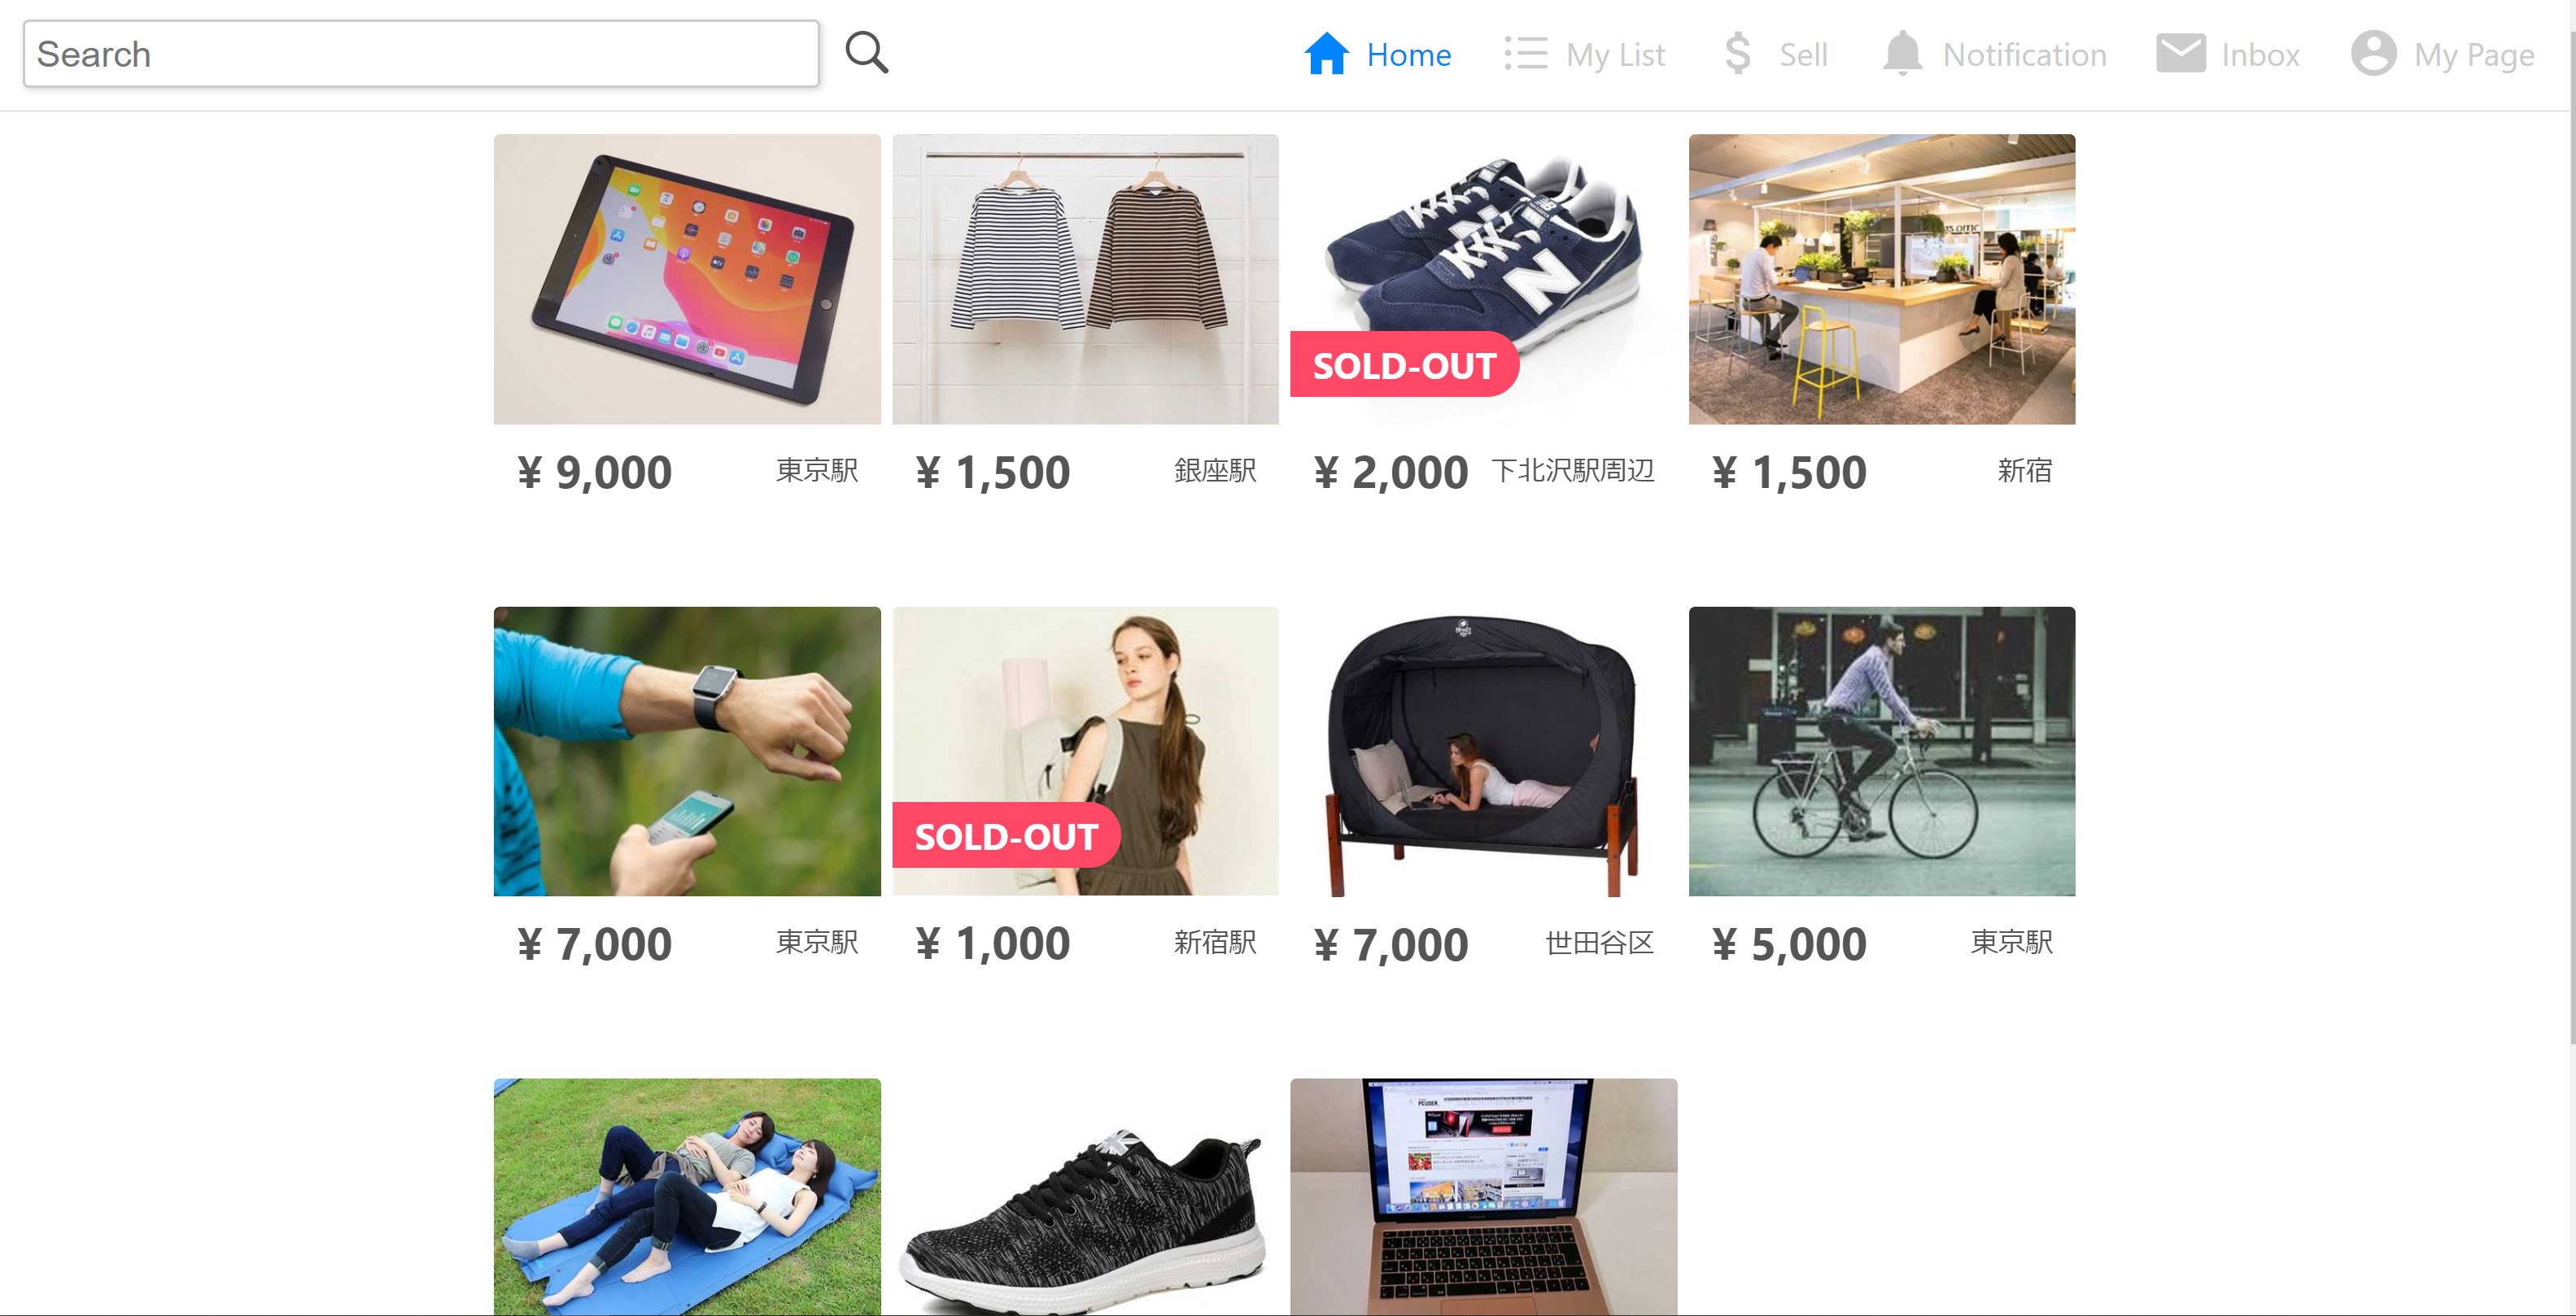 Search
Home
My List
Sell
Notification
Inbox
My Page
SOLD-OUT
¥ 9,000
東京駅
¥ 1,500
銀座駅
¥ 2,000
下北沢駅周辺
¥ 1,500
新宿
SOLD-OUT
¥ 7,000
東京駅
¥ 1,000
新宿駅
¥ 7,000
世田谷区
¥ 5,000
東京駅